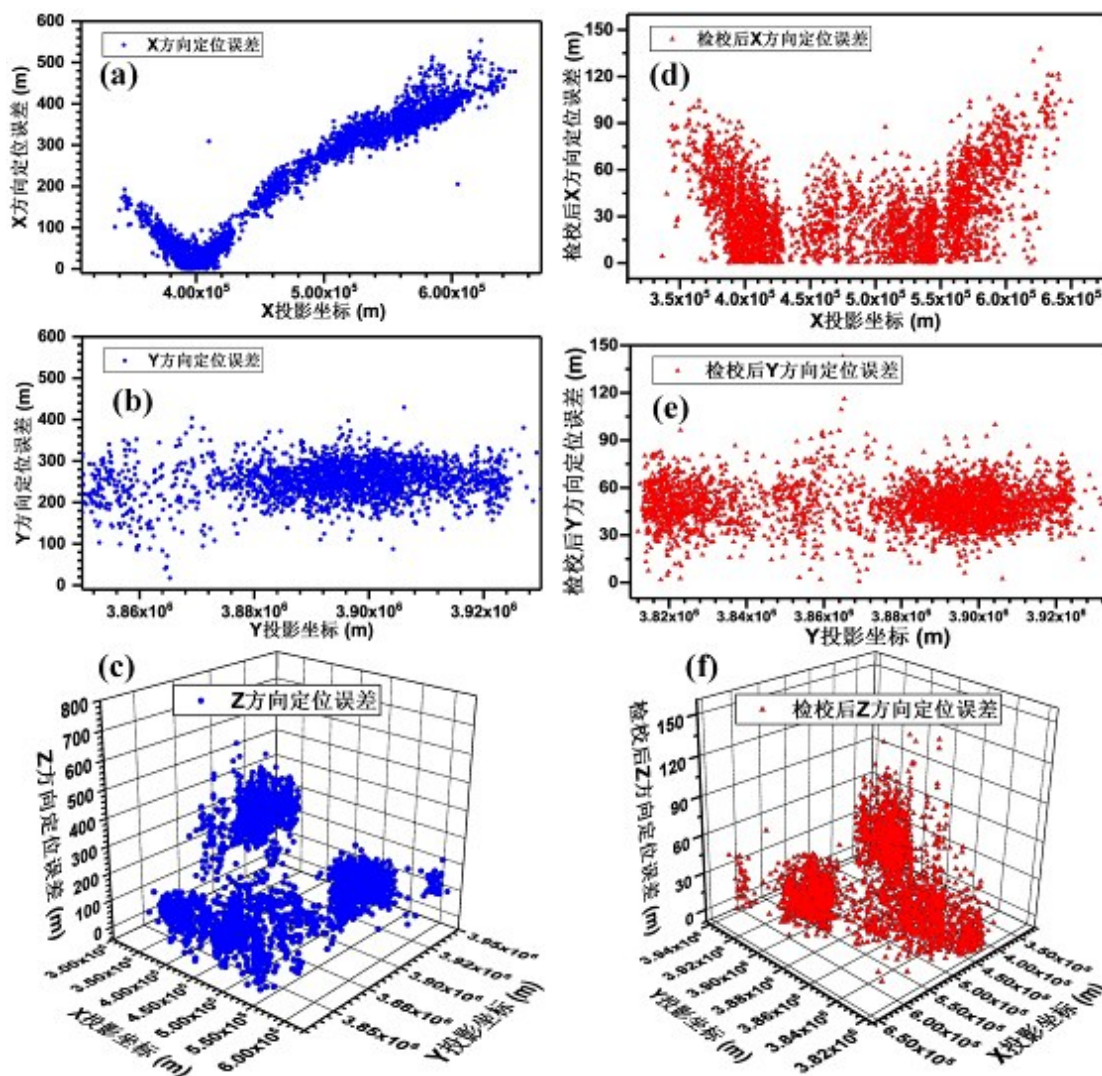 X方向定位误差
(a)
X方向定位误差 (m)
600
500
400
300
200
100
0
4.00x10⁵
5.00x10⁵
6.00x10⁵
X投影坐标 (m)
检校后X方向定位误差
(d)
检校后X方向定位误差 (m)
150
120
90
60
30
0
3.5x10⁵
4.0x10⁵
4.5x10⁵
5.0x10⁵
5.5x10⁵
6.0x10⁵
6.5x10⁵
X投影坐标 (m)
Y方向定位误差
(b)
Y方向定位误差 (m)
600
400
300
200
100
0
3.86x10⁶
3.88x10⁶
3.90x10⁶
3.92x10⁶
Y投影坐标 (m)
检校后Y方向定位误差
(e)
检校后Y方向定位误差 (m)
150
120
90
60
30
0
3.82x10⁶
3.84x10⁶
3.86x10⁶
3.88x10⁶
3.90x10⁶
3.92x10⁶
Y投影坐标 (m)
(c)
Z方向定位误差
Z方向定位误差 (m)
800
700
600
500
400
300
200
100
0
3.50x10⁵
4.00x10⁵
4.50x10⁵
5.00x10⁵
5.50x10⁵
6.00x10⁵
X投影坐标 (m)
Y投影坐标 (m)
(f)
检校后Z方向定位误差
检校后Z方向定位误差 (m)
150
120
90
60
30
0
3.94x10⁶
3.92x10⁶
3.90x10⁶
3.88x10⁶
3.86x10⁶
3.84x10⁶
3.82x10⁶
Y投影坐标 (m)
3.50x10⁵
4.00x10⁵
4.50x10⁵
5.00x10⁵
5.50x10⁵
6.00x10⁵
6.50x10⁵
X投影坐标 (m)